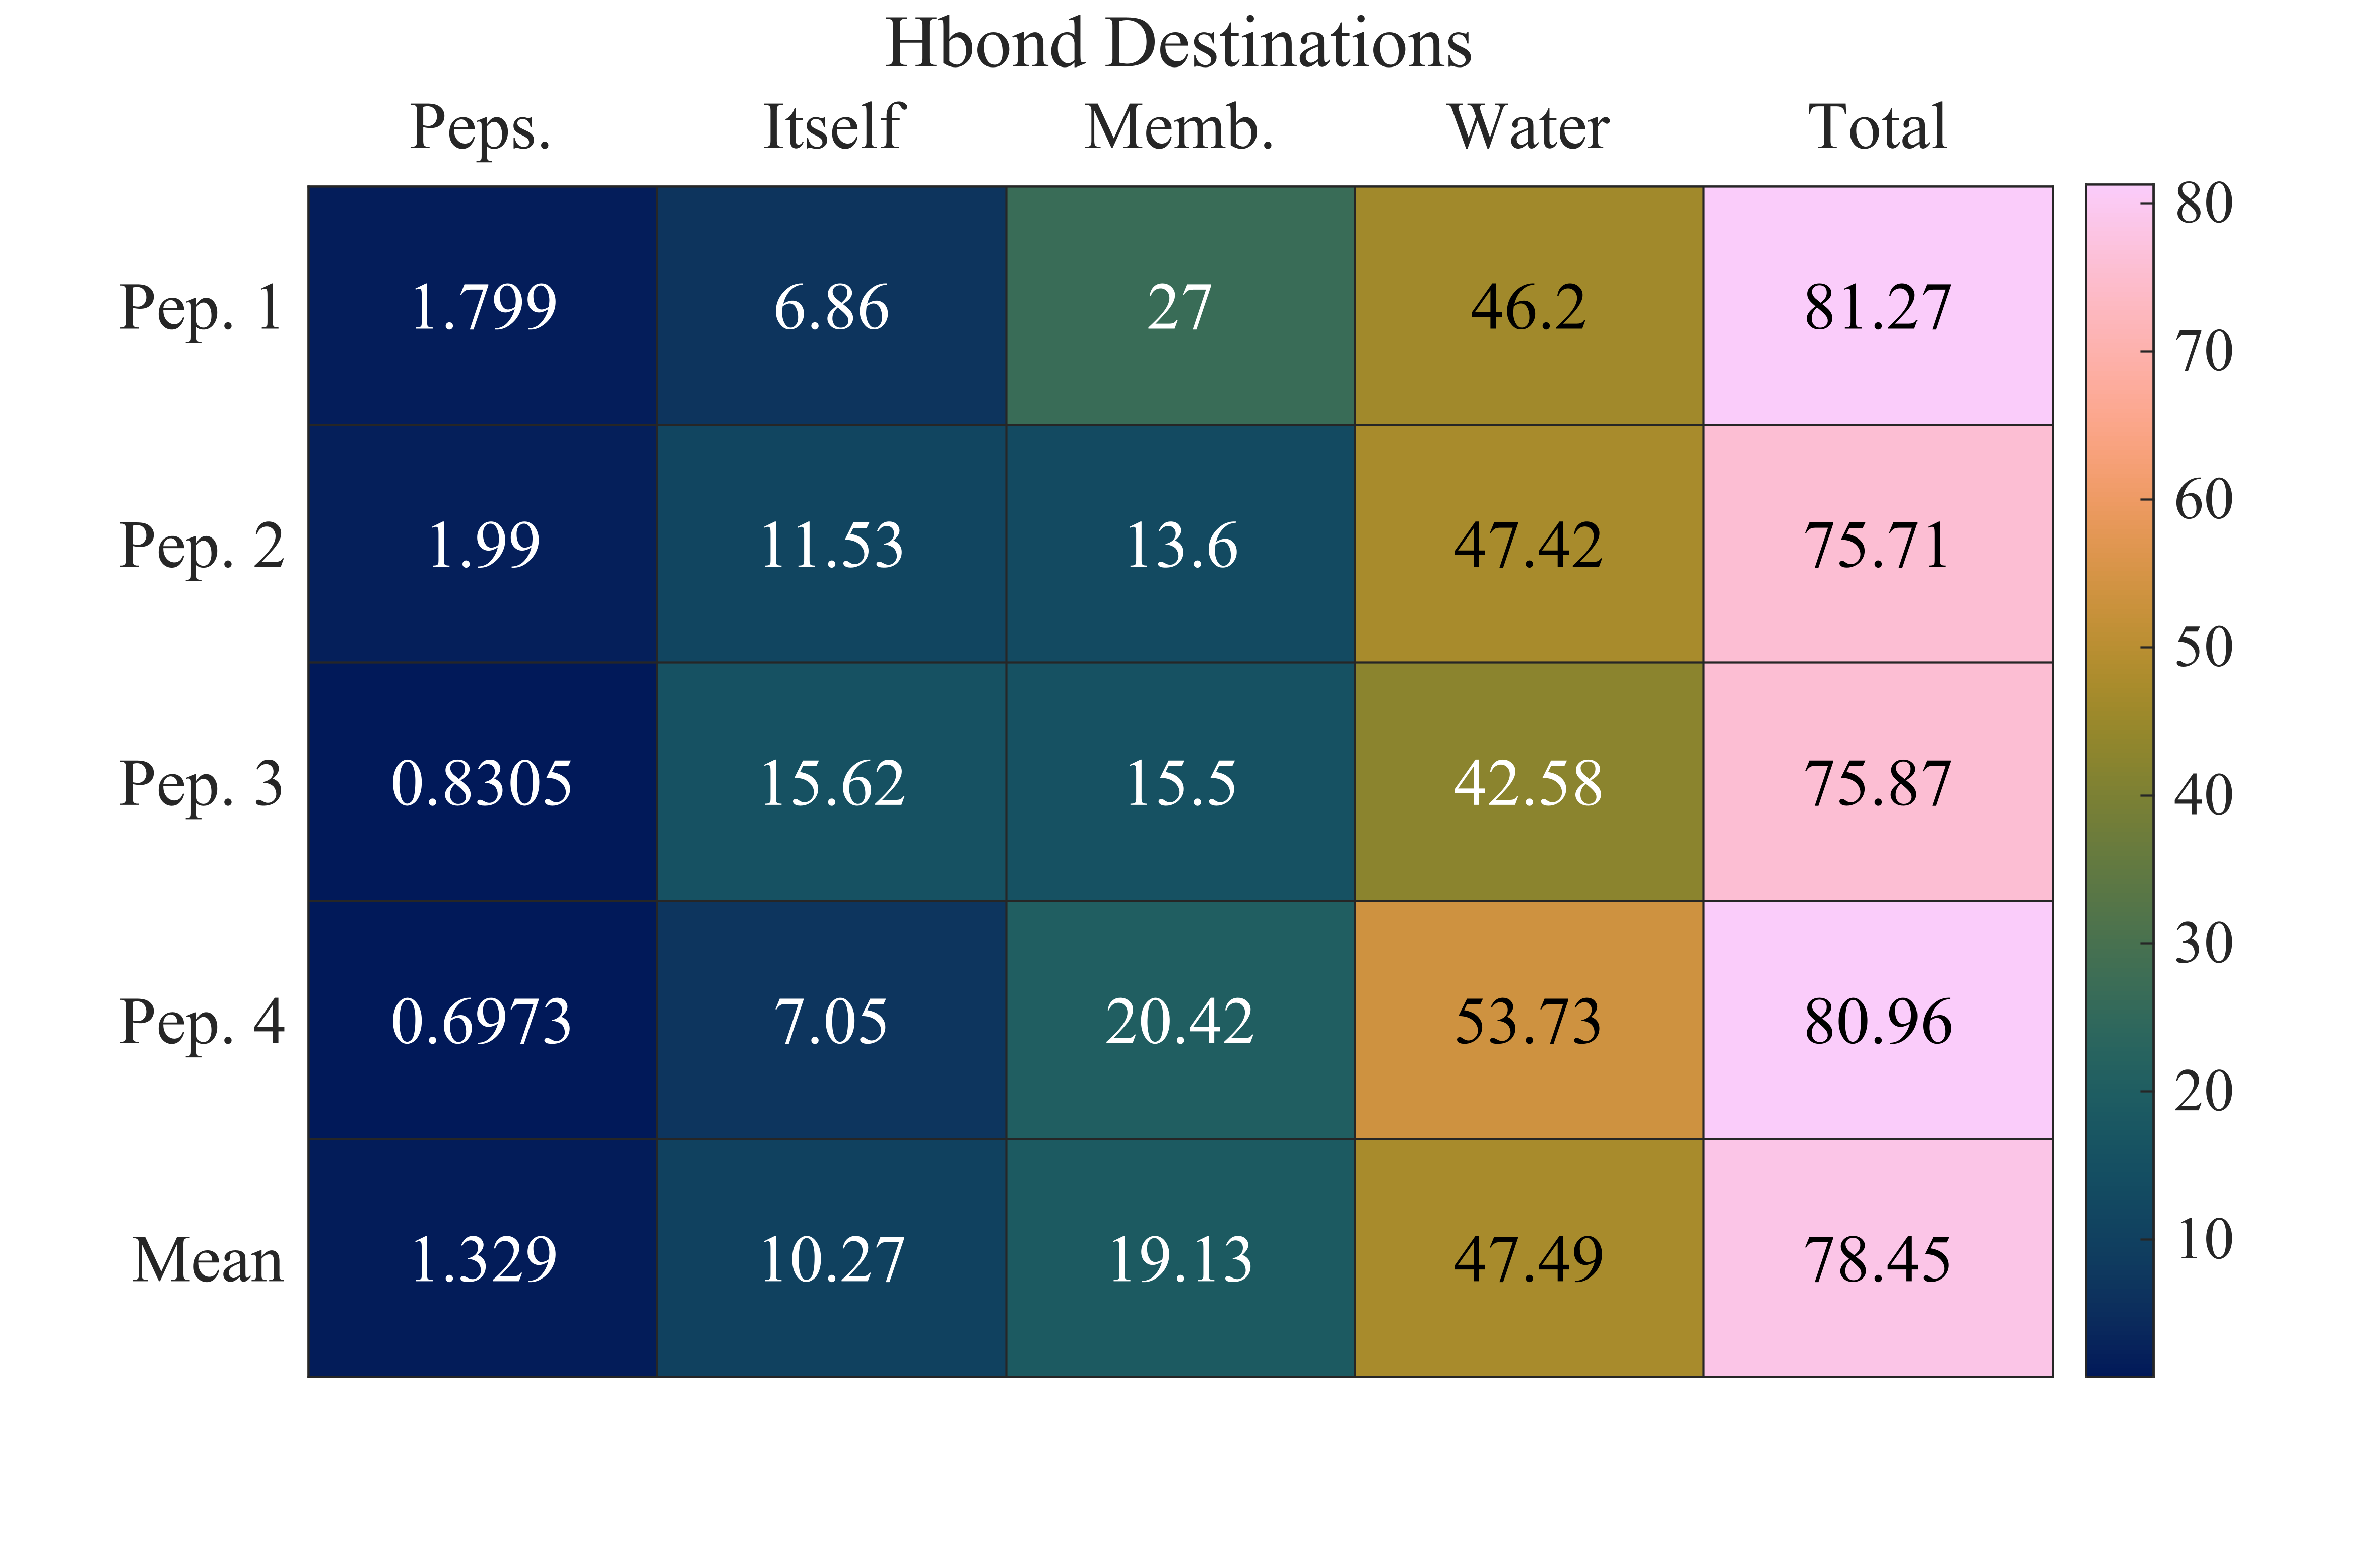 Hbond Destinations
Peps. Itself Memb. Water Total
Pep. 1 1.799 6.86 27 46.2 81.27
Pep. 2 1.99 11.53 13.6 47.42 75.71
Pep. 3 0.8305 15.62 15.5 42.58 75.87
Pep. 4 0.6973 7.05 20.42 53.73 80.96
Mean 1.329 10.27 19.13 47.49 78.45
80
70
60
50
40
30
20
10